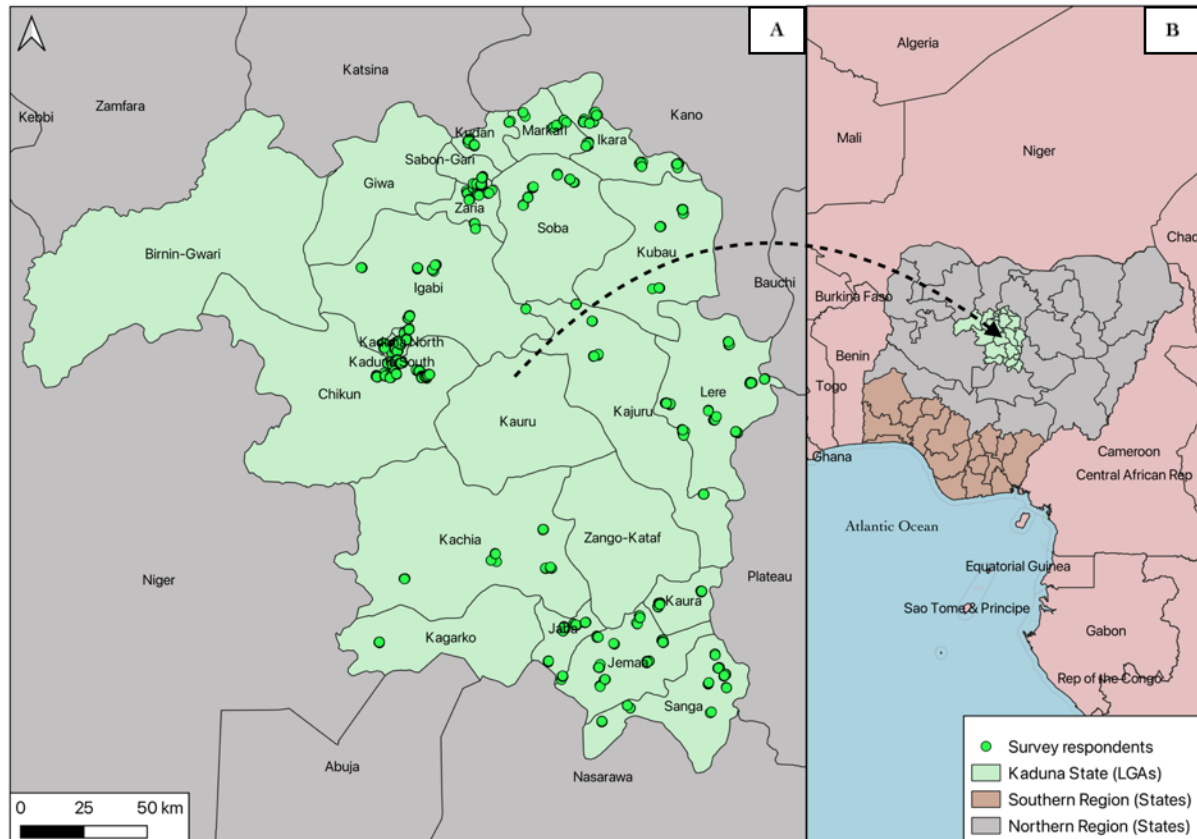 A
B
Algeria
Katsina
Zamfara
Kebbi
Kano
Mali
Niger
Kudan
Markafi
Ikara
Sabon-Gari
Giwa
Zaria
Soba
Chad
Birnin-Gwari
Kubau
Igabi
Bauchi
Burkina Faso
Kaduna North
Kaduna South
Benin
Chikun
Togo
Kauru
Kajuru
Lere
Ghana
Cameroon
Central African Rep
Atlantic Ocean
Kachia
Zango-Kataf
Niger
Plateau
Equatorial Guinea
Kaura
Sao Tome & Principe
Jaba
Kagarko
Jemaa
Gabon
Rep of the Congo
Sanga
Abuja
Nasarawa
Survey respondents
Kaduna State (LGAs)
Southern Region (States)
Northern Region (States)
0 25 50 km